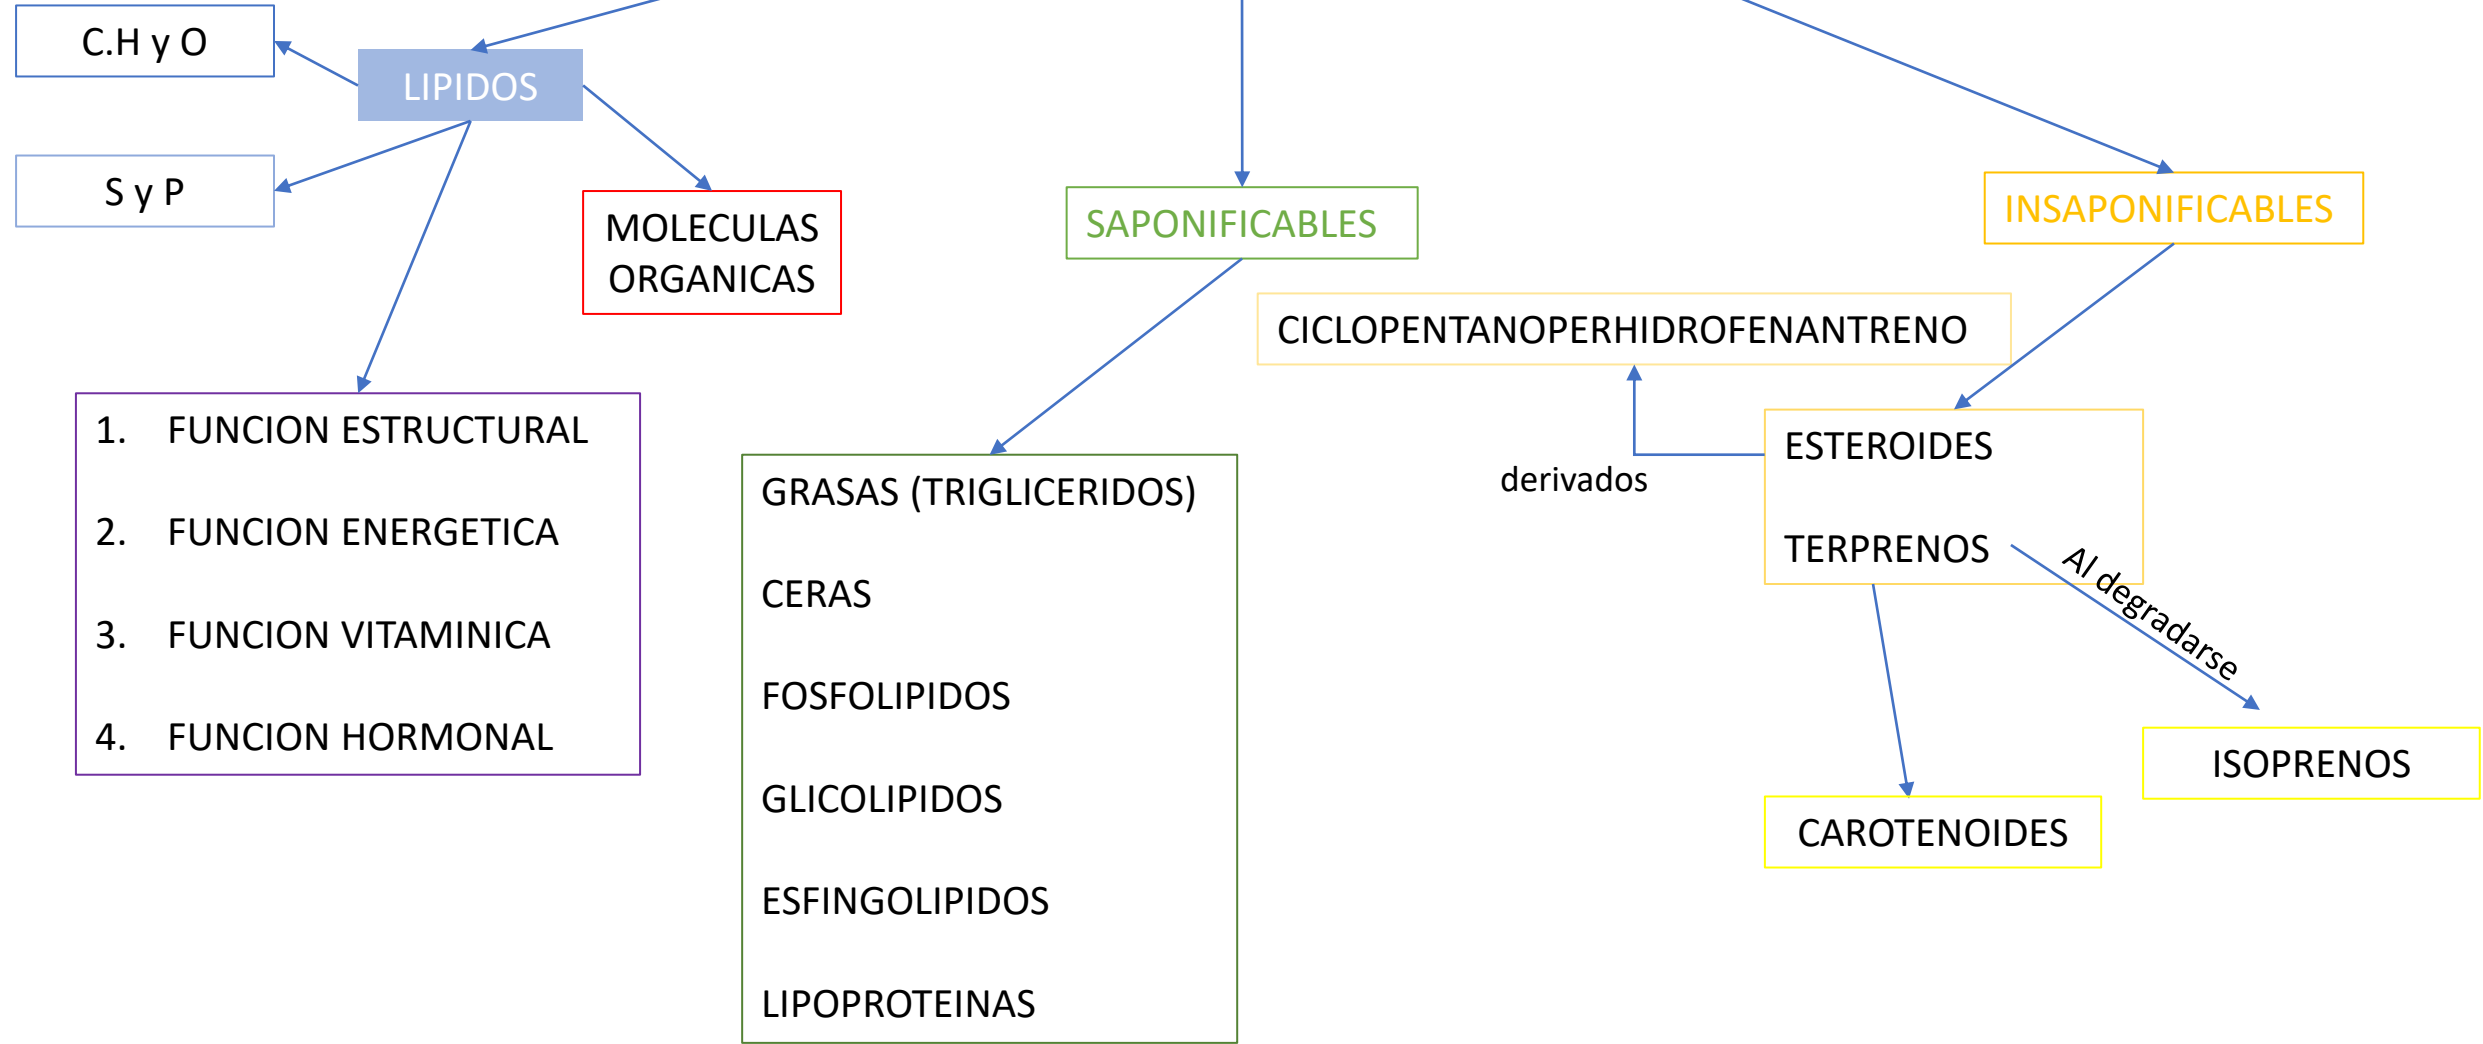 C.H y O
LIPIDOS
S y P
MOLECULAS
ORGANICAS
1. FUNCION ESTRUCTURAL
2. FUNCION ENERGETICA
3. FUNCION VITAMINICA
4. FUNCION HORMONAL
SAPONIFICABLES
GRASAS (TRIGLICERIDOS)
CERAS
FOSFOLIPIDOS
GLICOLIPIDOS
ESFINGOLIPIDOS
LIPOPROTEINAS
INSAPONIFICABLES
CICLOPENTANOPERHIDROFENANTRENO
derivados
ESTEROIDES
TERPRENOS
Al degradarse
ISOPRENOS
CAROTENOIDES